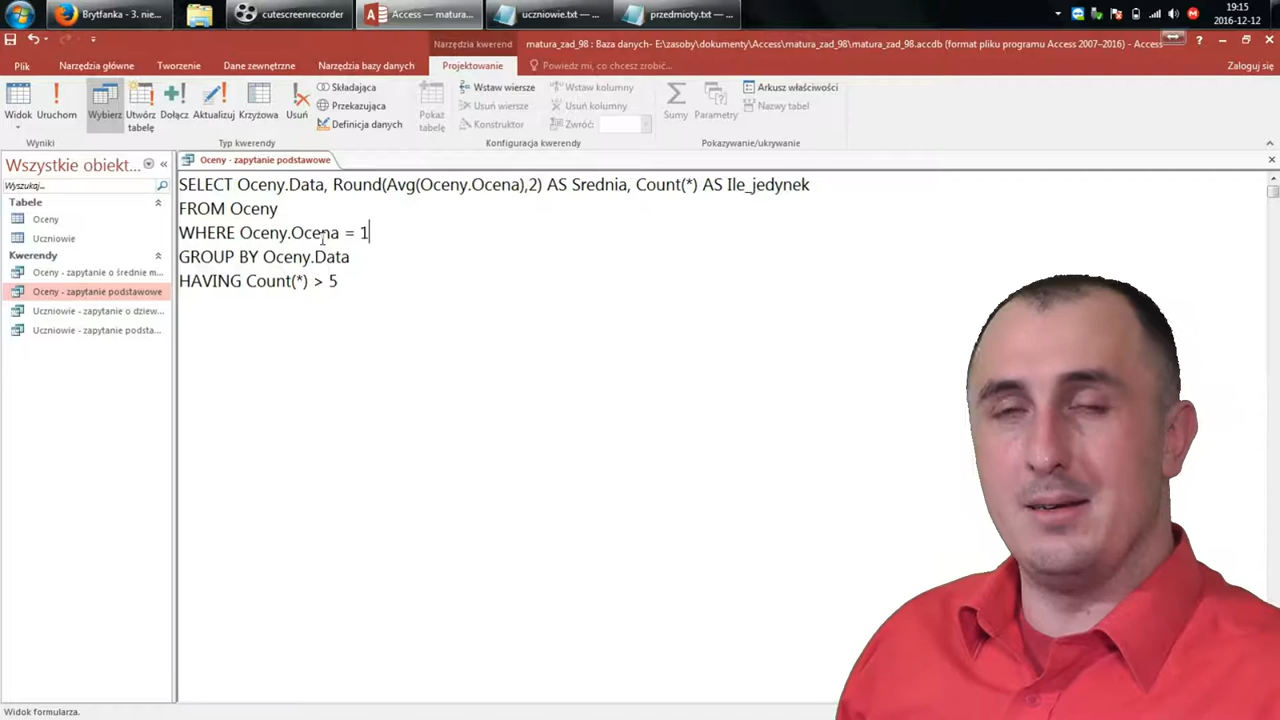 Brytfanka - 3. nie...
cutescreenrecorder
Access — matura...
uczniowie.txt — ...
przedmioty.txt — ...
19:15
2016-12-12
Narzędzia kwerend
matura_zad_98 : Baza danych- E:\zasoby\dokumenty\Access\matura_zad_98\matura_zad_98.accdb (format pliku programu Access 2007–2016) - Access
Plik
Narzędzia główne
Tworzenie
Dane zewnętrzne
Narzędzia bazy danych
Projektowanie
Powiedz mi, co chcesz zrobić...
Zaloguj się
Widok
Uruchom
Wybierz
Utwórz tabelę
Dołącz
Aktualizuj
Krzyżowa
Usuń
Składająca
Przekazująca
Definicja danych
Pokaż tabelę
Wstaw wiersze
Usuń wiersze
Konstruktor
Wstaw kolumny
Usuń kolumny
Zwróć:
Sumy
Parametry
Arkusz właściwości
Nazwy tabel
Wyniki
Typ kwerendy
Konfiguracja kwerendy
Pokazywanie/ukrywanie
Wszystkie obiekt...
Wyszukaj...
Tabele
Oceny
Uczniowie
Kwerendy
Oceny - zapytanie o średnie m...
Oceny - zapytanie podstawowe
Uczniowie - zapytanie o dziew...
Uczniowie - zapytanie podsta...
Oceny - zapytanie podstawowe
SELECT Oceny.Data, Round(Avg(Oceny.Ocena),2) AS Srednia, Count(*) AS Ile_jedynek
FROM Oceny
WHERE Oceny.Ocena = 1
GROUP BY Oceny.Data
HAVING Count(*) > 5
Widok formularza.